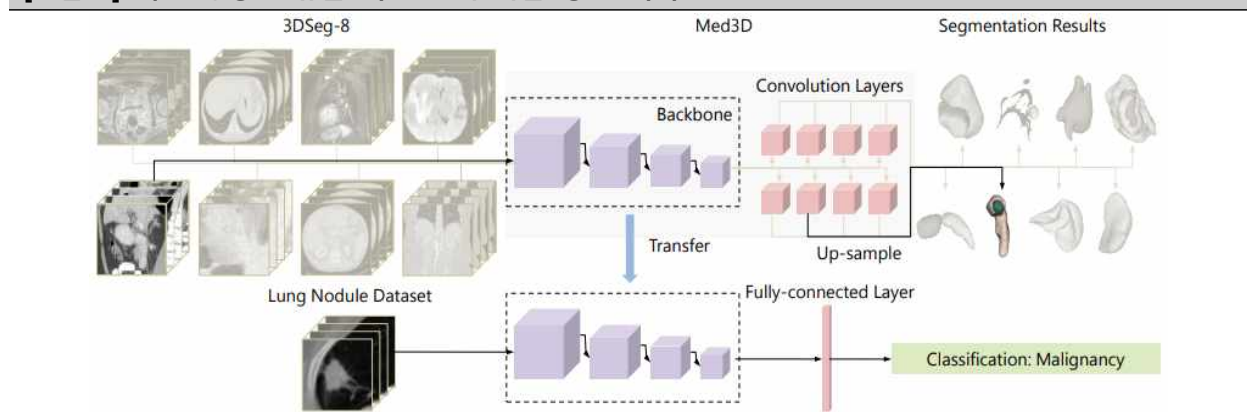 3DSeg-8
Med3D
Segmentation Results
Convolution Layers
Backbone
Transfer
Up-sample
Lung Nodule Dataset
Fully-connected Layer
Classification: Malignancy